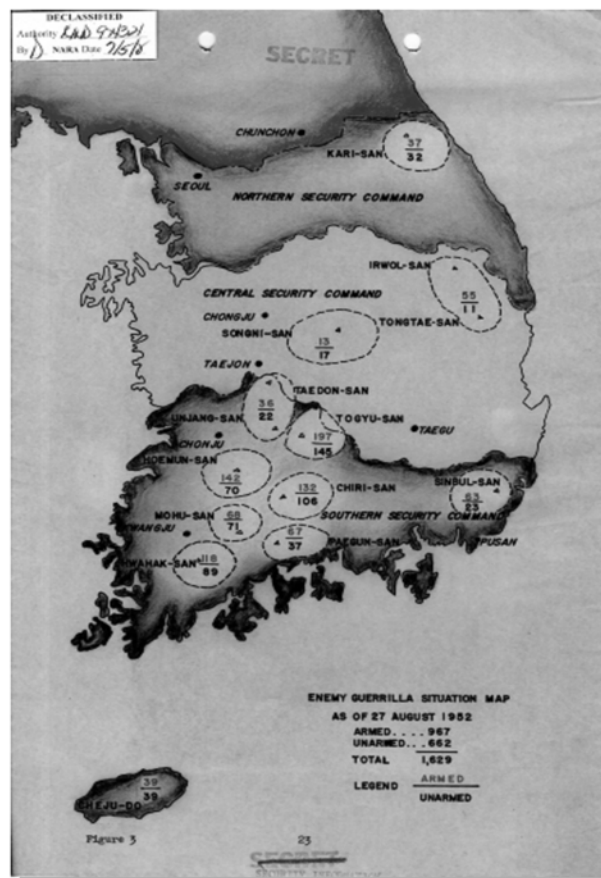 DECLASSIFIED
Authority
By NARA Date
SECRET
CHUNCHON
37
32
KARI-SAN
SEOUL
NORTHERN SECURITY COMMAND
IRWOL-SAN
CENTRAL SECURITY COMMAND
55
11
CHONGJU
TONGTAE-SAN
SONGNI-SAN
13
17
TAEJON
TAEDON-SAN
36
22
UNJANG-SAN
TOGYU-SAN
TAEGU
CHONJU
197
145
HOEMUN-SAN
142
70
SINBUL-SAN
63
23
132
106
CHIRI-SAN
MOHU-SAN
68
71
SOUTHERN SECURITY COMMAND
KWANGJU
67
37
PAEGUN-SAN
PUSAN
HWAHAK-SAN
118
89
ENEMY GUERRILLA SITUATION MAP
AS OF 27 AUGUST 1952
ARMED.... 967
UNARMED...662
TOTAL 1,629
LEGEND ARMED
UNARMED
39
39
CHEJU-DO
Figure 3 23
SECRET
SECURITY INFORMATION